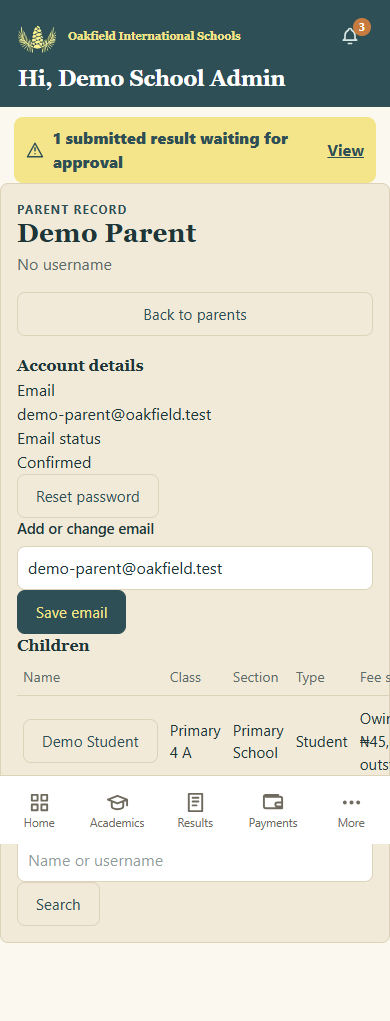 Oakfield International Schools
3
Hi, Demo School Admin
1 submitted result waiting for
approval
View
PARENT RECORD
Demo Parent
No username
Back to parents
Account details
Email
demo-parent@oakfield.test
Email status
Confirmed
Reset password
Add or change email
demo-parent@oakfield.test
Save email
Children
Name Class Section Type Fee
Demo Student
Primary
4 A
Primary
School
Student
₦45,
Home Academics Results Payments More
Name or username
Search